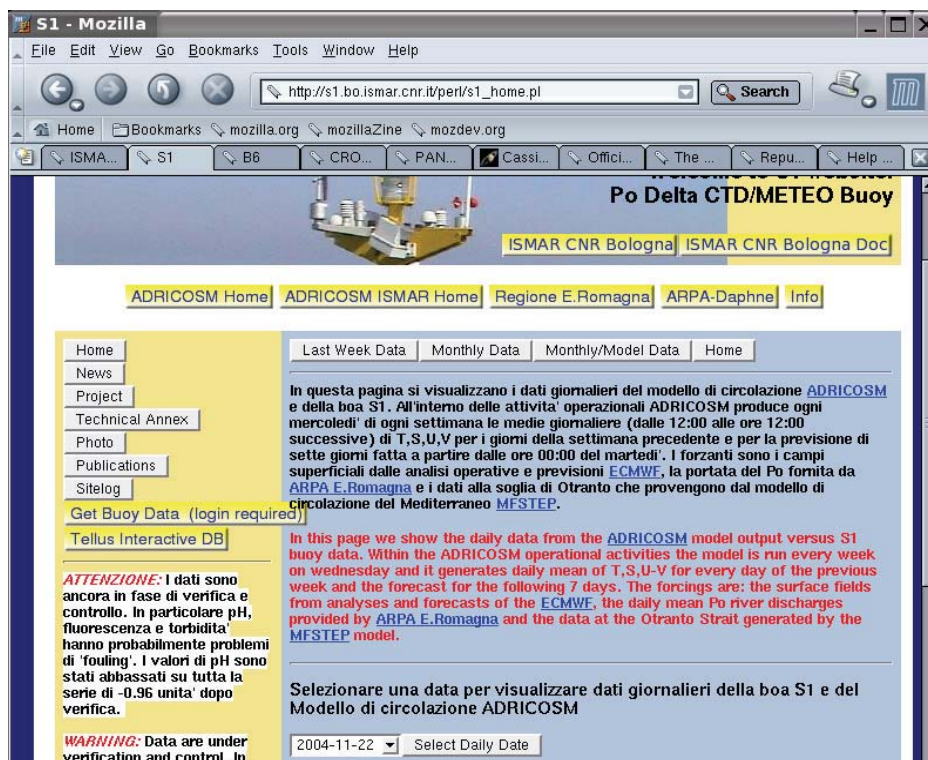 S1 - Mozilla
File Edit View Go Bookmarks Tools Window Help
http://s1.bo.ismar.cnr.it/perl/s1_home.pl
Search
Home Bookmarks mozilla.org mozillaZine mozdev.org
ISMA... S1 B6 CRO... PAN... Cassi... Offici... The ... Repu... Help ...
Po Delta CTD/METEO Buoy
ISMAR CNR Bologna ISMAR CNR Bologna Doc
ADRICOSM Home ADRICOSM ISMAR Home Regione E.Romagna ARPA-Daphne Info
Home
News
Project
Technical Annex
Photo
Publications
Sitelog
Get Buoy Data (login required)
Tellus Interactive DB
ATTENZIONE: I dati sono
ancora in fase di verifica e
controllo. In particolare pH,
fluorescenza e torbidita'
hanno probabilmente problemi
di 'fouling'. I valori di pH sono
stati abbassati su tutta la
serie di -0.96 unita' dopo
verifica.
WARNING: Data are under
verification and control. In
Last Week Data Monthly Data Monthly/Model Data Home
In questa pagina si visualizzano i dati giornalieri del modello di circolazione ADRICOSM
e della boa S1. All'interno delle attivita' operazionali ADRICOSM produce ogni
mercoledi' di ogni settimana le medie giornaliere (dalle 12:00 alle ore 12:00
successive) di T,S,U,V per i giorni della settimana precedente e per la previsione di
sette giorni fatta a partire dalle ore 00:00 del martedi'. I forzanti sono i campi
superficiali dalle analisi operative e previsioni ECMWF, la portata del Po fornita da
ARPA E.Romagna e i dati alla soglia di Otranto che provengono dal modello di
circolazione del Mediterraneo MFSTEP.
In this page we show the daily data from the ADRICOSM model output versus S1
buoy data. Within the ADRICOSM operational activities the model is run every week
on wednesday and it generates daily mean of T,S,U-V for every day of the previous
week and the forecast for the following 7 days. The forcings are: the surface fields
from analyses and forecasts of the ECMWF, the daily mean Po river discharges
provided by ARPA E.Romagna and the data at the Otranto Strait generated by the
MFSTEP model.
Selezionare una data per visualizzare dati giornalieri della boa S1 e del
Modello di circolazione ADRICOSM
2004-11-22 Select Daily Date